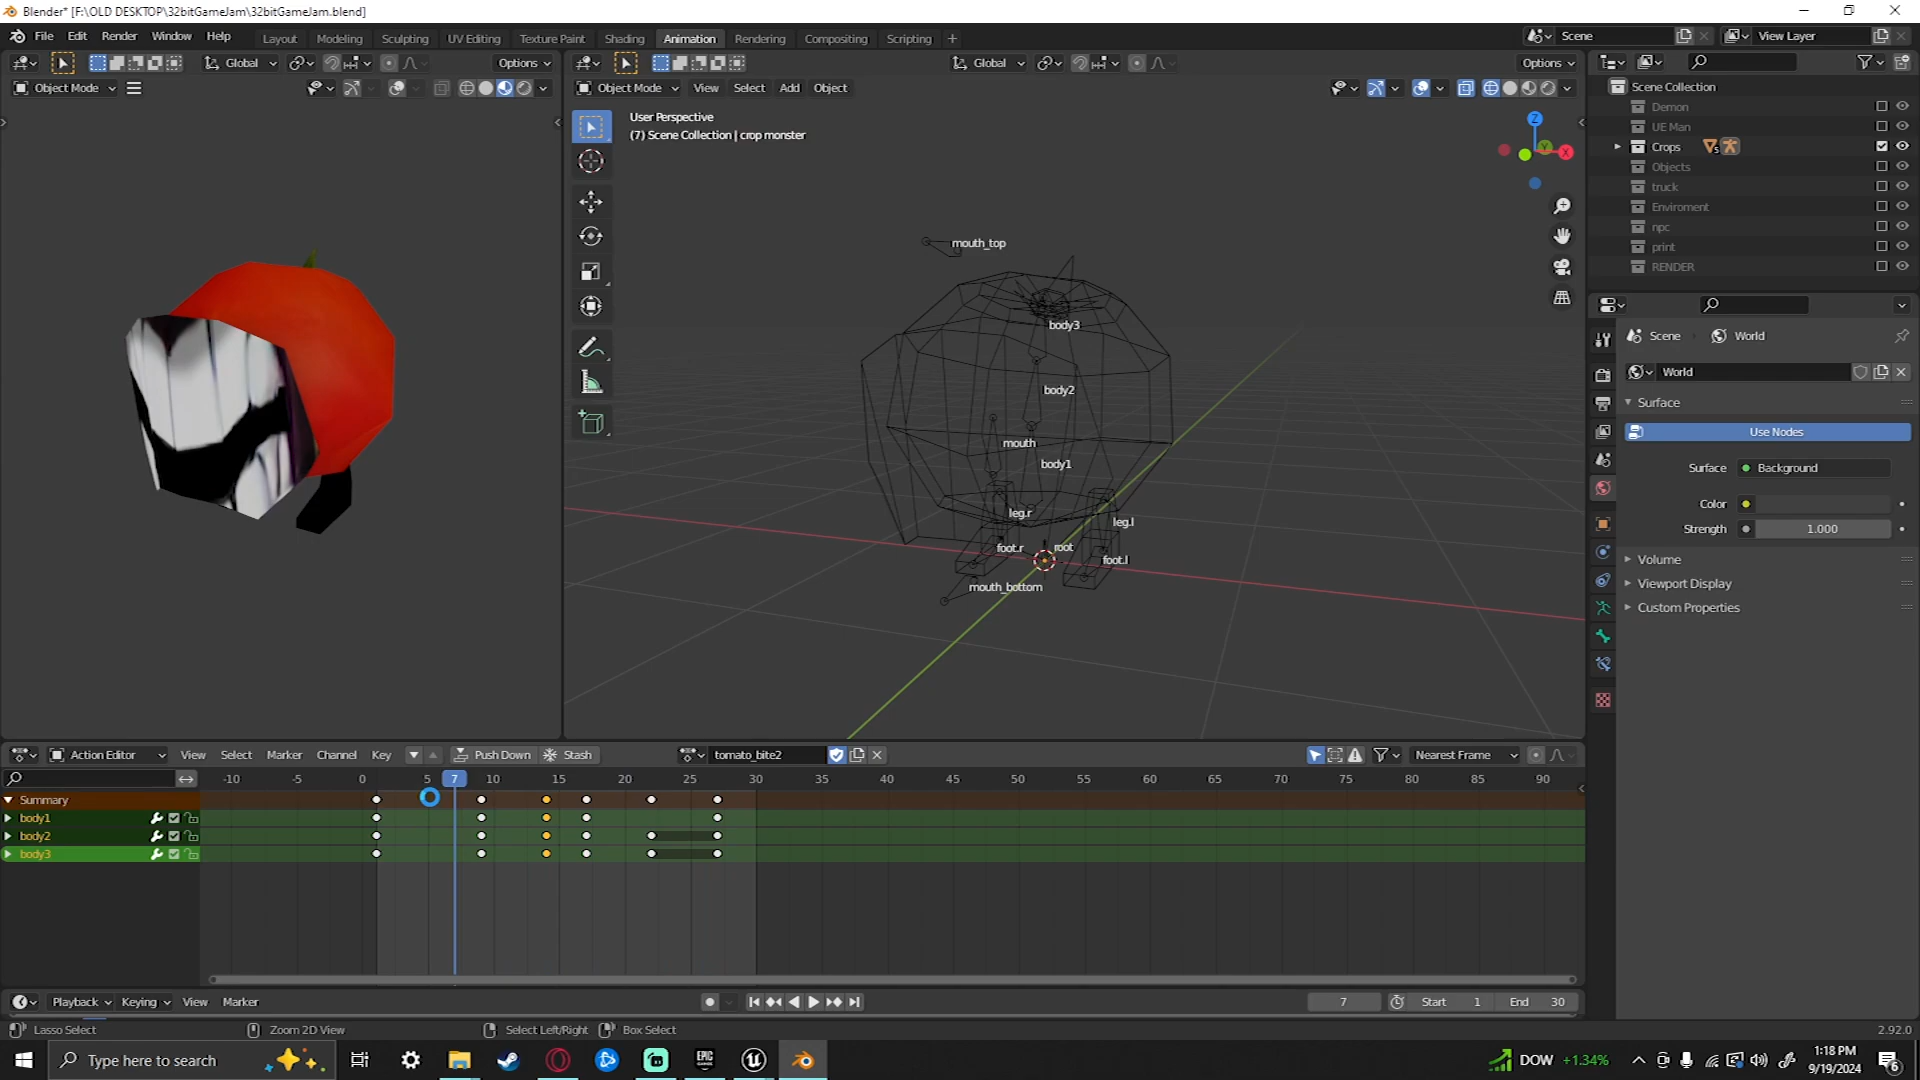 Blender* [F:\OLD DESKTOP\32bitGameJam\32bitGameJam.blend]
File Edit Render Window Help Layout Modeling Sculpting UV Editing Texture Paint Shading Animation Rendering Compositing Scripting + Scene View Layer
Global Options Global Options
Object Mode Object Mode View Select Add Object
User Perspective
(7) Scene Collection | crop monster
Z
Y
X
mouth_top
body3
body2
mouth
body1
leg.r
leg.l
foot.r
root
foot.l
mouth_bottom
Scene Collection
Demon
UE Man
Crops 5
Objects
truck
Enviroment
npc
print
RENDER
Scene World
World
Surface
Use Nodes
Surface Background
Color
Strength 1.000
Volume
Viewport Display
Custom Properties
Action Editor View Select Marker Channel Key Push Down Stash tomato_bite2 Nearest Frame
-10 -5 0 5 7 10 15 20 25 30 35 40 45 50 55 60 65 70 75 80 85 90
Summary
body1
body2
body3
Playback Keying View Marker 7 Start 1 End 30
Lasso Select Zoom 2D View Select Left/Right Box Select 2.92.0
Type here to search EPIC GAMES DOW +1.34% 1:18 PM
9/19/2024 6